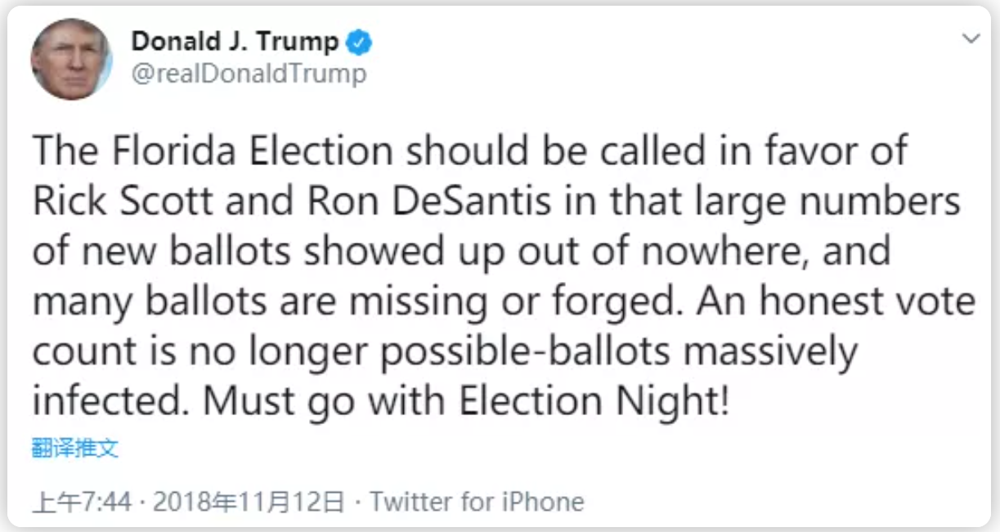 Donald J. Trump
@realDonaldTrump
The Florida Election should be called in favor of
Rick Scott and Ron DeSantis in that large numbers
of new ballots showed up out of nowhere, and
many ballots are missing or forged. An honest vote
count is no longer possible-ballots massively
infected. Must go with Election Night!
翻译推文
上午7:44 · 2018年11月12日 · Twitter for iPhone